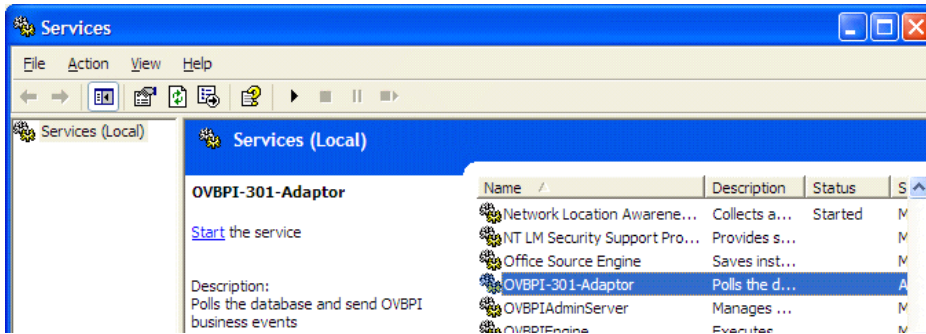 Services
File Action View Help
Services (Local)
Services (Local)
OVBPI-301-Adaptor
Start the service
Description:
Polls the database and send OVBPI
business events
Name Description Status S
Network Location Awarene... Collects a... Started M
NT LM Security Support Pro... Provides s... M
Office Source Engine Saves inst... M
OVBPI-301-Adaptor Polls the d... A
OVBPIAdminServer Manages ... M
OVBPIEngine Executes M